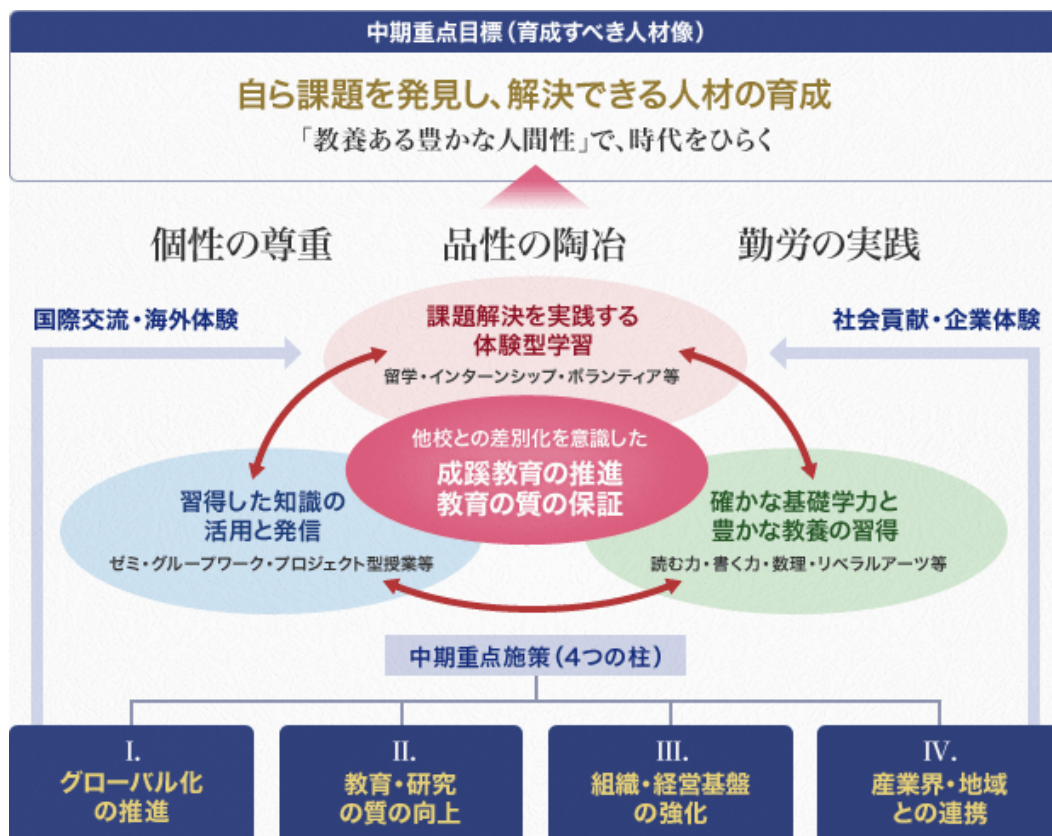 中期重点目標(育成すべき人材像)
自ら課題を発見し、解決できる人材の育成
「教養ある豊かな人間性」で、時代をひらく
個性の尊重
品性の陶冶
勤労の実践
国際交流・海外体験
社会貢献・企業体験
課題解決を実践する
体験型学習
留学・インターンシップ・ボランティア等
他校との差別化を意識した
成蹊教育の推進
教育の質の保証
習得した知識の
活用と発信
ゼミ・グループワーク・プロジェクト型授業等
確かな基礎学力と
豊かな教養の習得
読む力・書く力・数理・リベラルアーツ等
中期重点施策(4つの柱)
I.
グローバル化
の推進
II.
教育・研究
の質の向上
III.
組織・経営基盤
の強化
IV.
産業界・地域
との連携